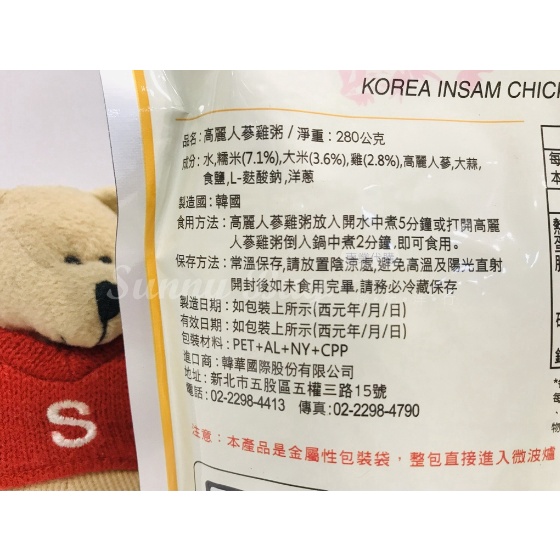 KOREA INSAM CHIC
品名:高麗人蔘雞粥/淨重:280公克
成分:水,糯米(7.1%),大米(3.6%),雞(2.8%),高麗人蔘,大蒜,
食鹽,L-麩酸鈉,洋蔥
製造國:韓國
食用方法:高麗人蔘雞粥放入開水中煮5分鐘或打開高麗
人蔘雞粥倒入鍋中煮2分鐘,即可食用。
保存方法:常溫保存,請放置陰涼處,避免高溫及陽光直射
開封後如未食用完畢,請務必冷藏保存
製造日期:如包裝上所示(西元年/月/日)
有效日期:如包裝上所示(西元年/月/日)
包裝材料:PET+AL+NY+CPP
進口商:韓華國際股份有限公司
地址:新北市五股區五權三路15號
電話:02-2298-4413 傳真:02-2298-4790
注意:本產品是金屬性包裝袋,整包直接進入微波爐
每
本
熱
蛋
脂
S